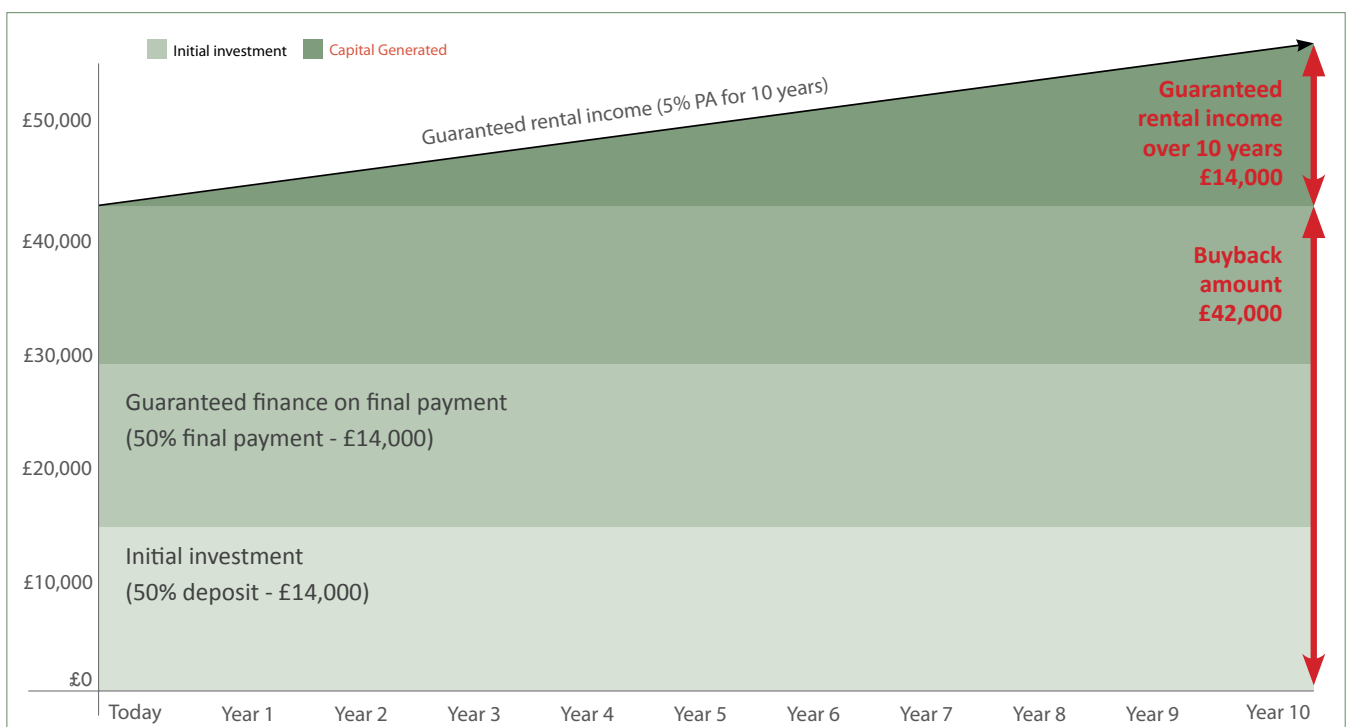 Initial investment
Capital Generated
Guaranteed rental income (5% PA for 10 years)
Guaranteed
rental income
over 10 years
£14,000
Buyback
amount
£42,000
£50,000
£40,000
£30,000
£20,000
£10,000
£0
Guaranteed finance on final payment
(50% final payment - £14,000)
Initial investment
(50% deposit - £14,000)
Today
Year 1
Year 2
Year 3
Year 4
Year 5
Year 6
Year 7
Year 8
Year 9
Year 10